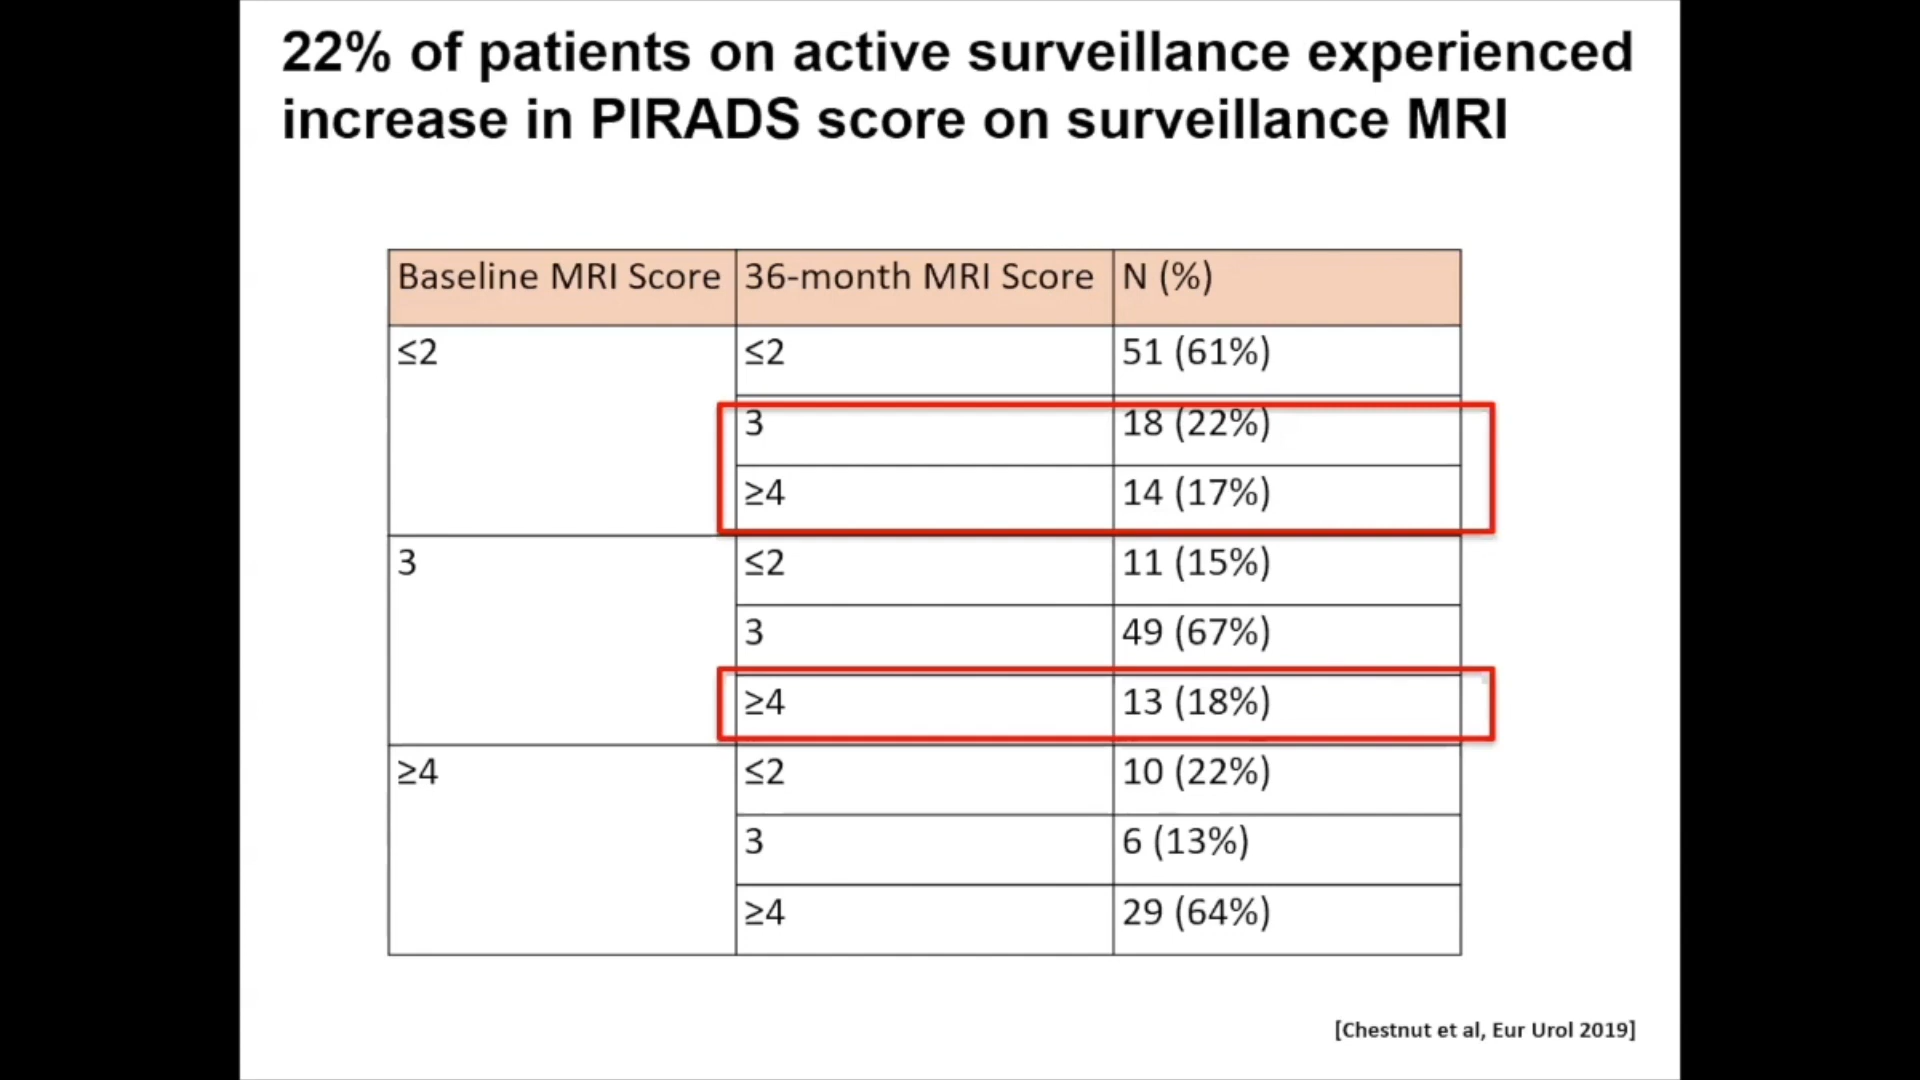 22% of patients on active surveillance experienced
increase in PIRADS score on surveillance MRI
Baseline MRI Score 36-month MRI Score N (%)
≤2 ≤2 51 (61%)
3 18 (22%)
≥4 14 (17%)
3 ≤2 11 (15%)
3 49 (67%)
≥4 13 (18%)
≥4 ≤2 10 (22%)
3 6 (13%)
≥4 29 (64%)
[Chestnut et al, Eur Urol 2019]